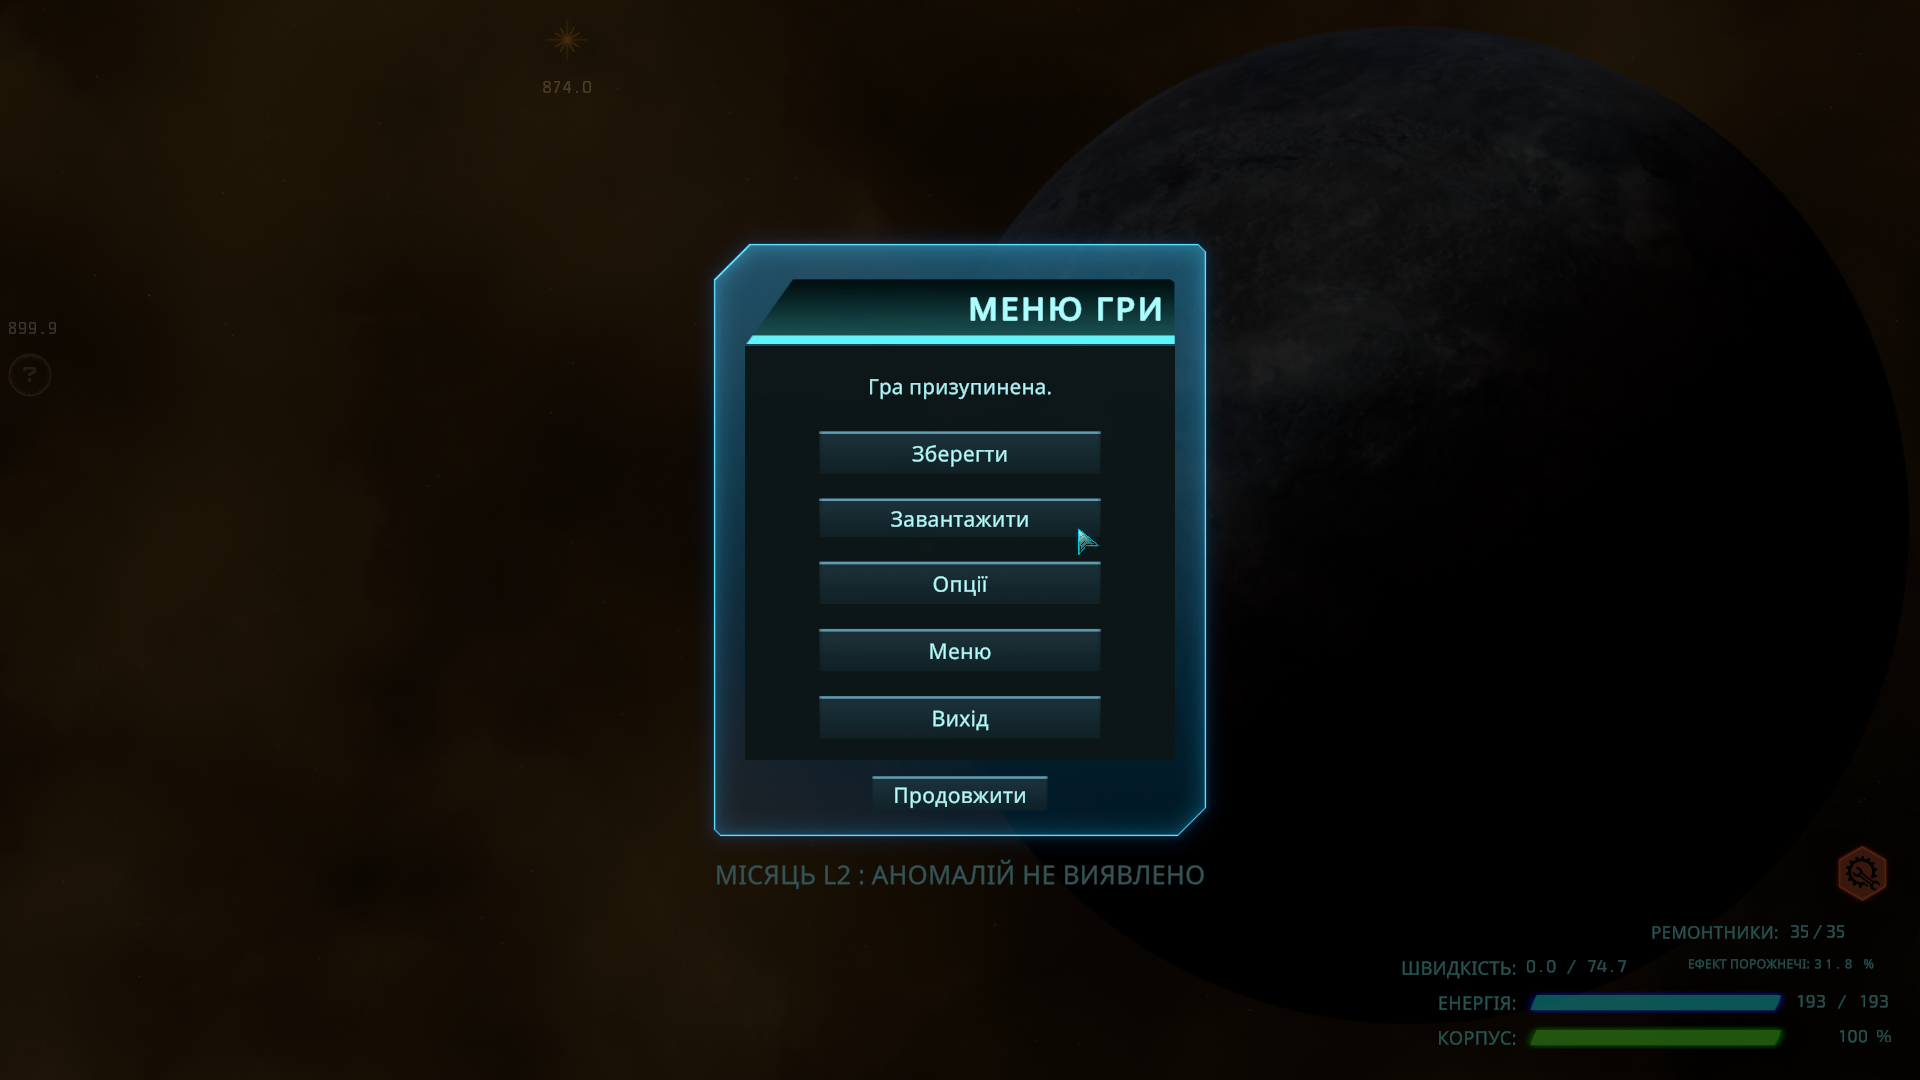 874.0
899.9
?
МЕНЮ ГРИ
Гра призупинена.
Зберегти
Завантажити
Опції
Меню
Вихід
Продовжити
МІСЯЦЬ L2 : АНОМАЛІЙ НЕ ВИЯВЛЕНО
РЕМОНТНИКИ: 35/35
ШВИДКІСТЬ: 0.0 / 74.7
ЕФЕКТ ПОРОЖНЕЧІ: 31.8 %
ЕНЕРГІЯ: 193 / 193
КОРПУС: 100 %